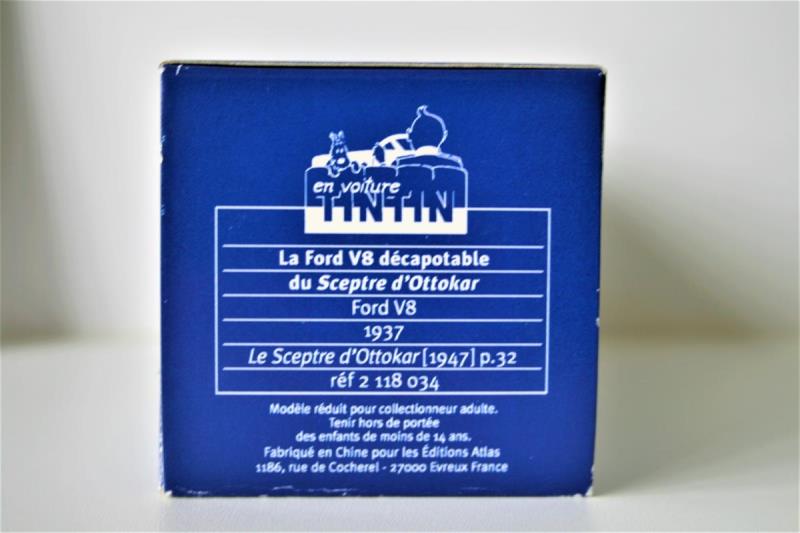 en voiture
TINTIN
La Ford V8 décapotable
du Sceptre d'Ottokar
Ford V8
1937
Le Sceptre d'Ottokar [1947] p.32
réf 2 118 034
Modèle réduit pour collectionneur adulte.
Tenir hors de portée
des enfants de moins de 14 ans.
Fabriqué en Chine pour les Éditions Atlas
1186, rue de Cocherel - 27000 Evreux France